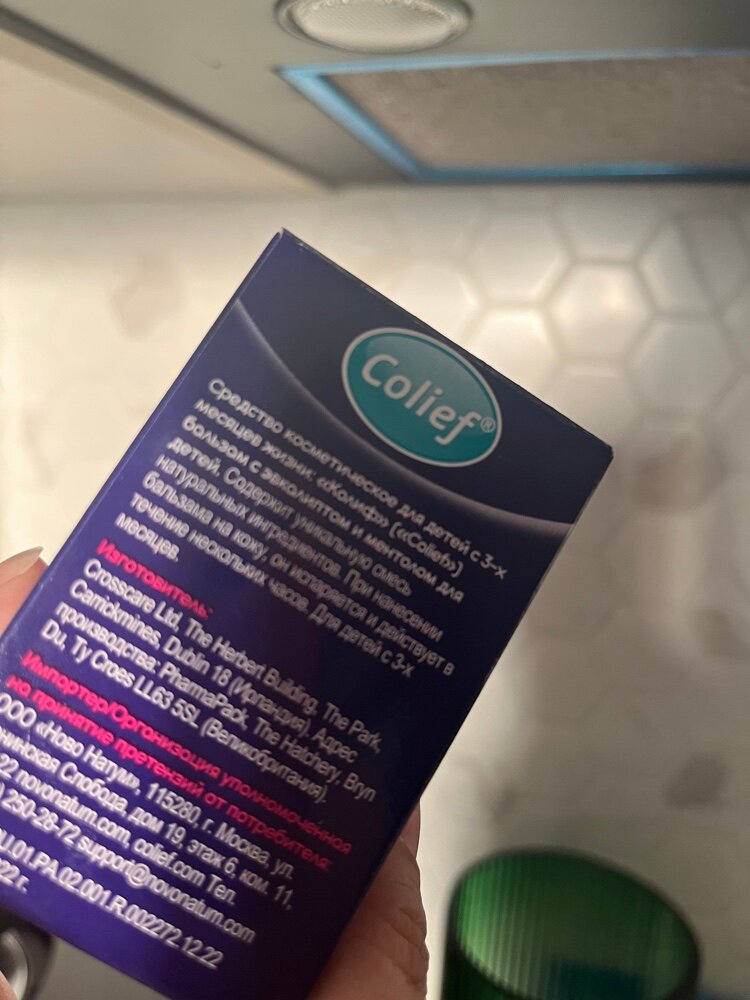 Colief®
Средство косметическое для детей с 3-х
месяцев жизни: «Колиф» («Colief»)
бальзам с эвкалиптом и ментолом для
детей. Содержит уникальную смесь
натуральных ингредиентов. При нанесении
бальзама на кожу, он испаряется и действует в
течение нескольких часов. Для детей с 3-х
месяцев.
Изготовитель:
Crosscare Ltd, The Herbert Building, The Park,
Carrickmines, Dublin 18 (Ирландия). Адрес
производства: PharmaPack, The Hatchery, Bryn
Du, Ty Croes LL63 5SL (Великобритания).
Импортер/Организация уполномоченная
на принятие претензий от потребителя:
ООО «Ново Натум», 115280, г. Москва, ул.
Слобода, дом 19, этаж 6, ком. 11,
novonatum.com, colief.com Тел.
250-28-72, support@novonatum.com
.01.РА.02.001.R.002272.12.22